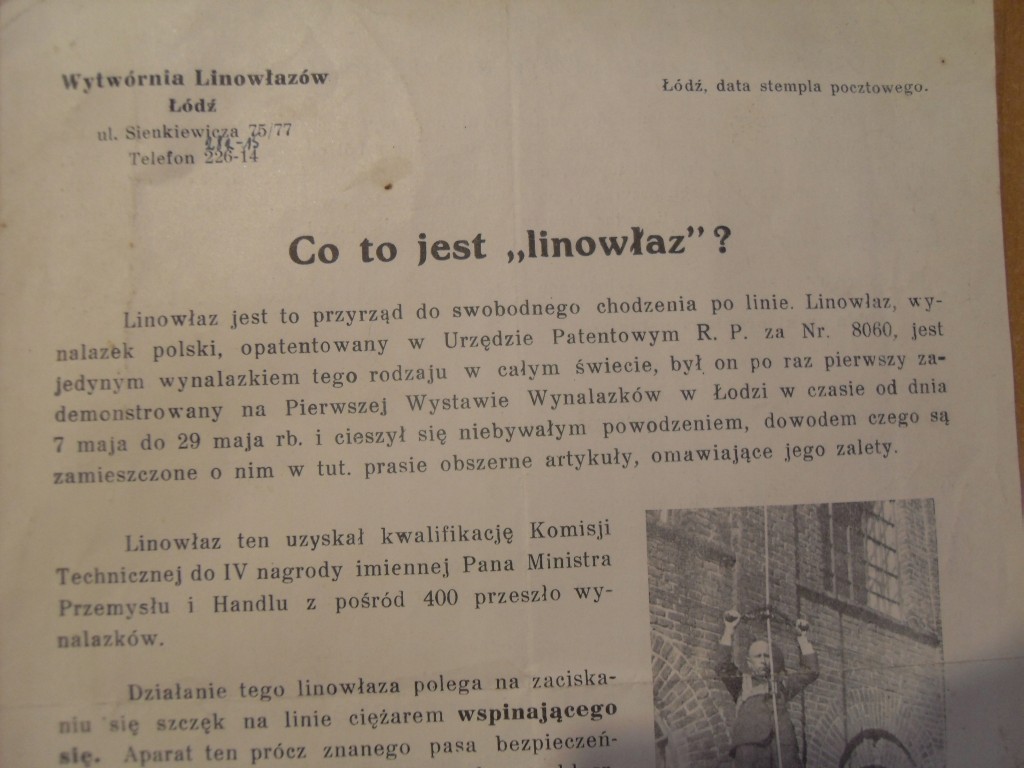 Wytwórnia Linowłazów
Łódź
ul. Sienkiewicza 75/77
Telefon 226-14
Łódź, data stempla pocztowego.
Co to jest „linowłaz”?
Linowłaz jest to przyrząd do swobodnego chodzenia po linie. Linowłaz, wy-
nalazek polski, opatentowany w Urzędzie Patentowym R. P. za Nr. 8060, jest
jedynym wynalazkiem tego rodzaju w całym świecie, był on po raz pierwszy za-
demonstrowany na Pierwszej Wystawie Wynalazków w Łodzi w czasie od dnia
7 maja do 29 maja rb. i cieszył się niebywałym powodzeniem, dowodem czego są
zamieszczone o nim w tut. prasie obszerne artykuły, omawiające jego zalety.
Linowłaz ten uzyskał kwalifikację Komisji
Technicznej do IV nagrody imiennej Pana Ministra
Przemysłu i Handlu z pośród 400 przeszło wy-
nalazków.
Działanie tego linowłaza polega na zaciska-
niu się szczęk na linie ciężarem wspinającego
się. Aparat ten prócz znanego pasa bezpieczeń-